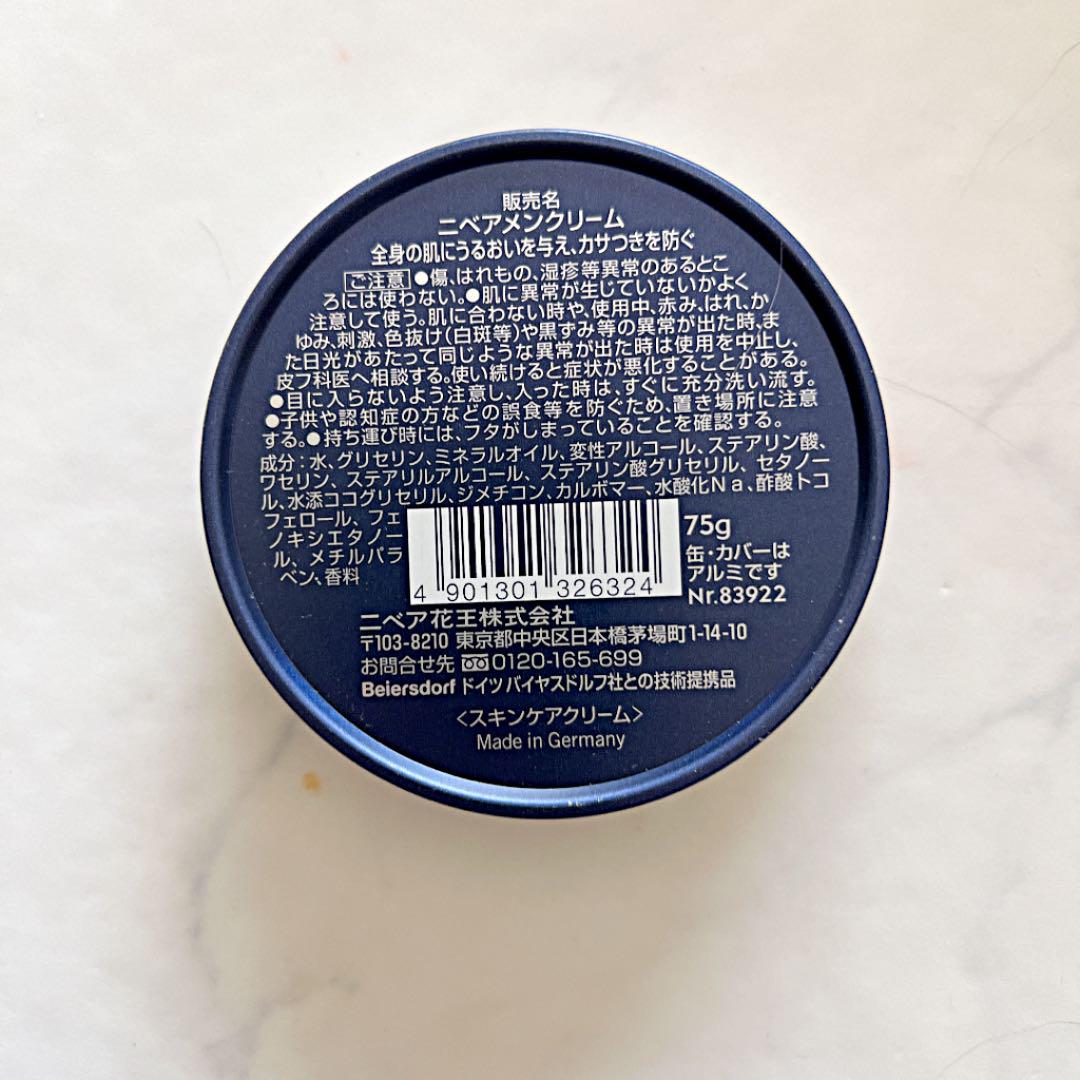 販売名
ニベアメンクリーム
全身の肌にうるおいを与え、カサつきを防ぐ
ご注意 ●傷、はれもの、湿疹等異常のあるとこ
ろには使わない。●肌に異常が生じていないかよく
注意して使う。肌に合わない時や、使用中、赤み、はれ、か
ゆみ、刺激、色抜け(白斑等)や黒ずみ等の異常が出た時、ま
た日光があたって同じような異常が出た時は使用を中止し、
皮フ科医へ相談する。使い続けると症状が悪化することがある。
●目に入らないよう注意し、入った時は、すぐに充分洗い流す。
●子供や認知症の方などの誤食等を防ぐため、置き場所に注意
する。●持ち運び時には、フタがしまっていることを確認する。
成分:水、グリセリン、ミネラルオイル、変性アルコール、ステアリン酸、
ワセリン、ステアリルアルコール、ステアリン酸グリセリル、セタノー
ル、水添ココグリセリル、ジメチコン、カルボマー、水酸化Na、酢酸トコ
フェロール、フェ
ノキシエタノー
ル、メチルパラ
ベン、香料
4 901301 326324
75g
缶・カバーは
アルミです
Nr.83922
ニベア花王株式会社
〒103-8210 東京都中央区日本橋茅場町1-14-10
お問合せ先 0120-165-699
Beiersdorf ドイツバイヤスドルフ社との技術提携品
〈スキンケアクリーム〉
Made in Germany